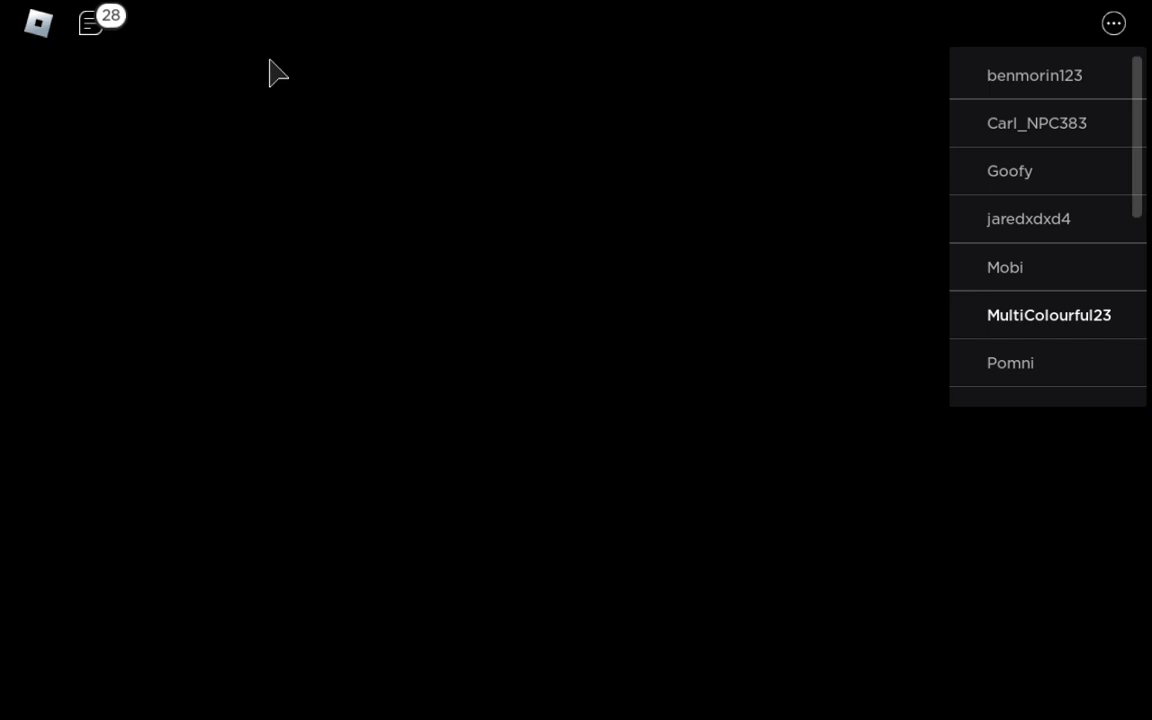 28
benmorin123
Carl_NPC383
Goofy
jaredxdxd4
Mobi
MultiColourful23
Pomni